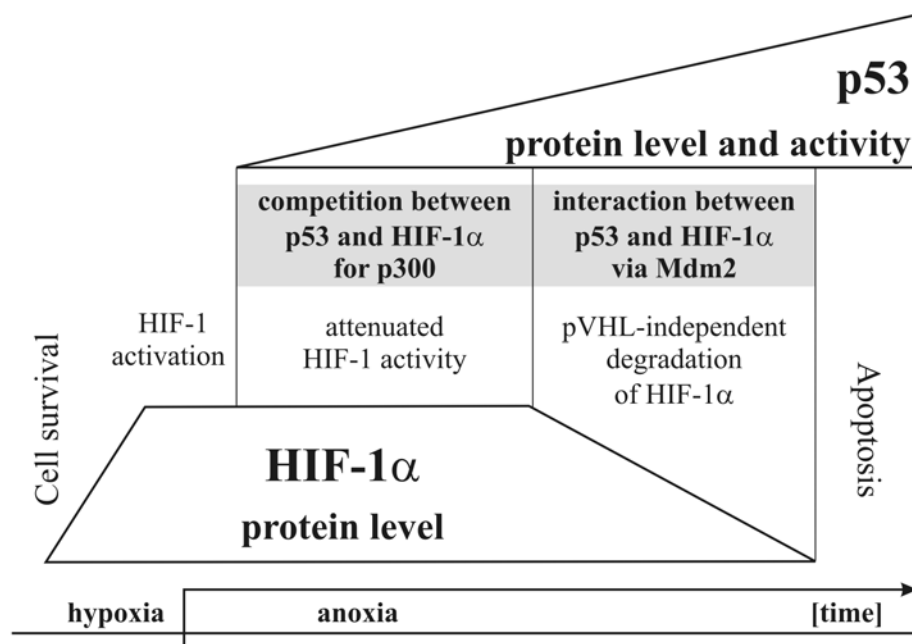 p53
protein level and activity
competition between
p53 and HIF-1α
for p300
interaction between
p53 and HIF-1α
via Mdm2
HIF-1
activation
attenuated
HIF-1 activity
pVHL-independent
degradation
of HIF-1α
Cell survival
Apoptosis
HIF-1α
protein level
hypoxia
anoxia
[time]